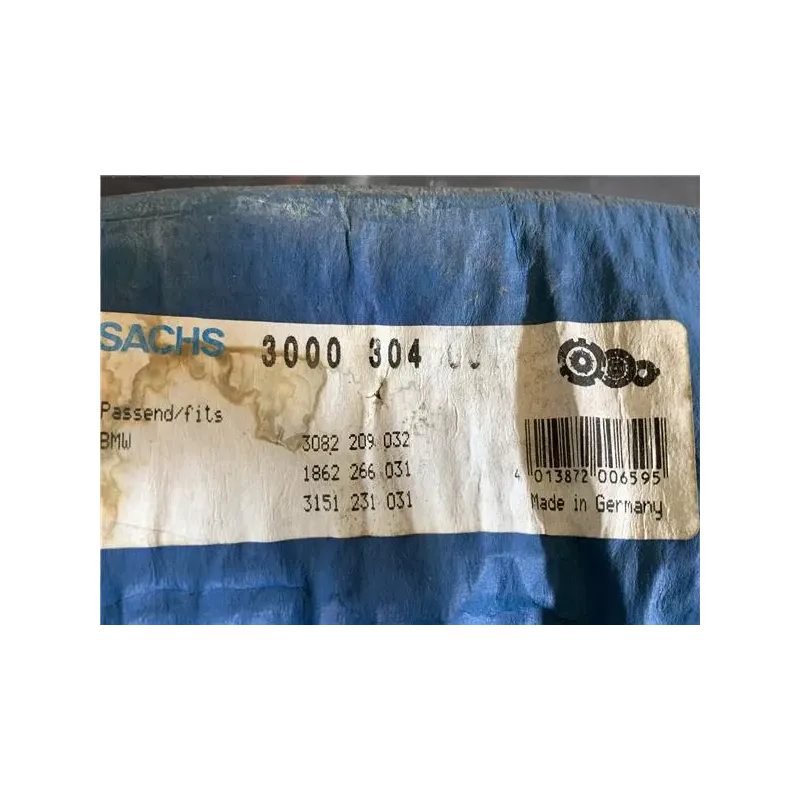 SACHS 3000 304
Passend/fits
BMW 3082 209 032
1862 266 031
3151 231 031
4 013872 006595
Made in Germany